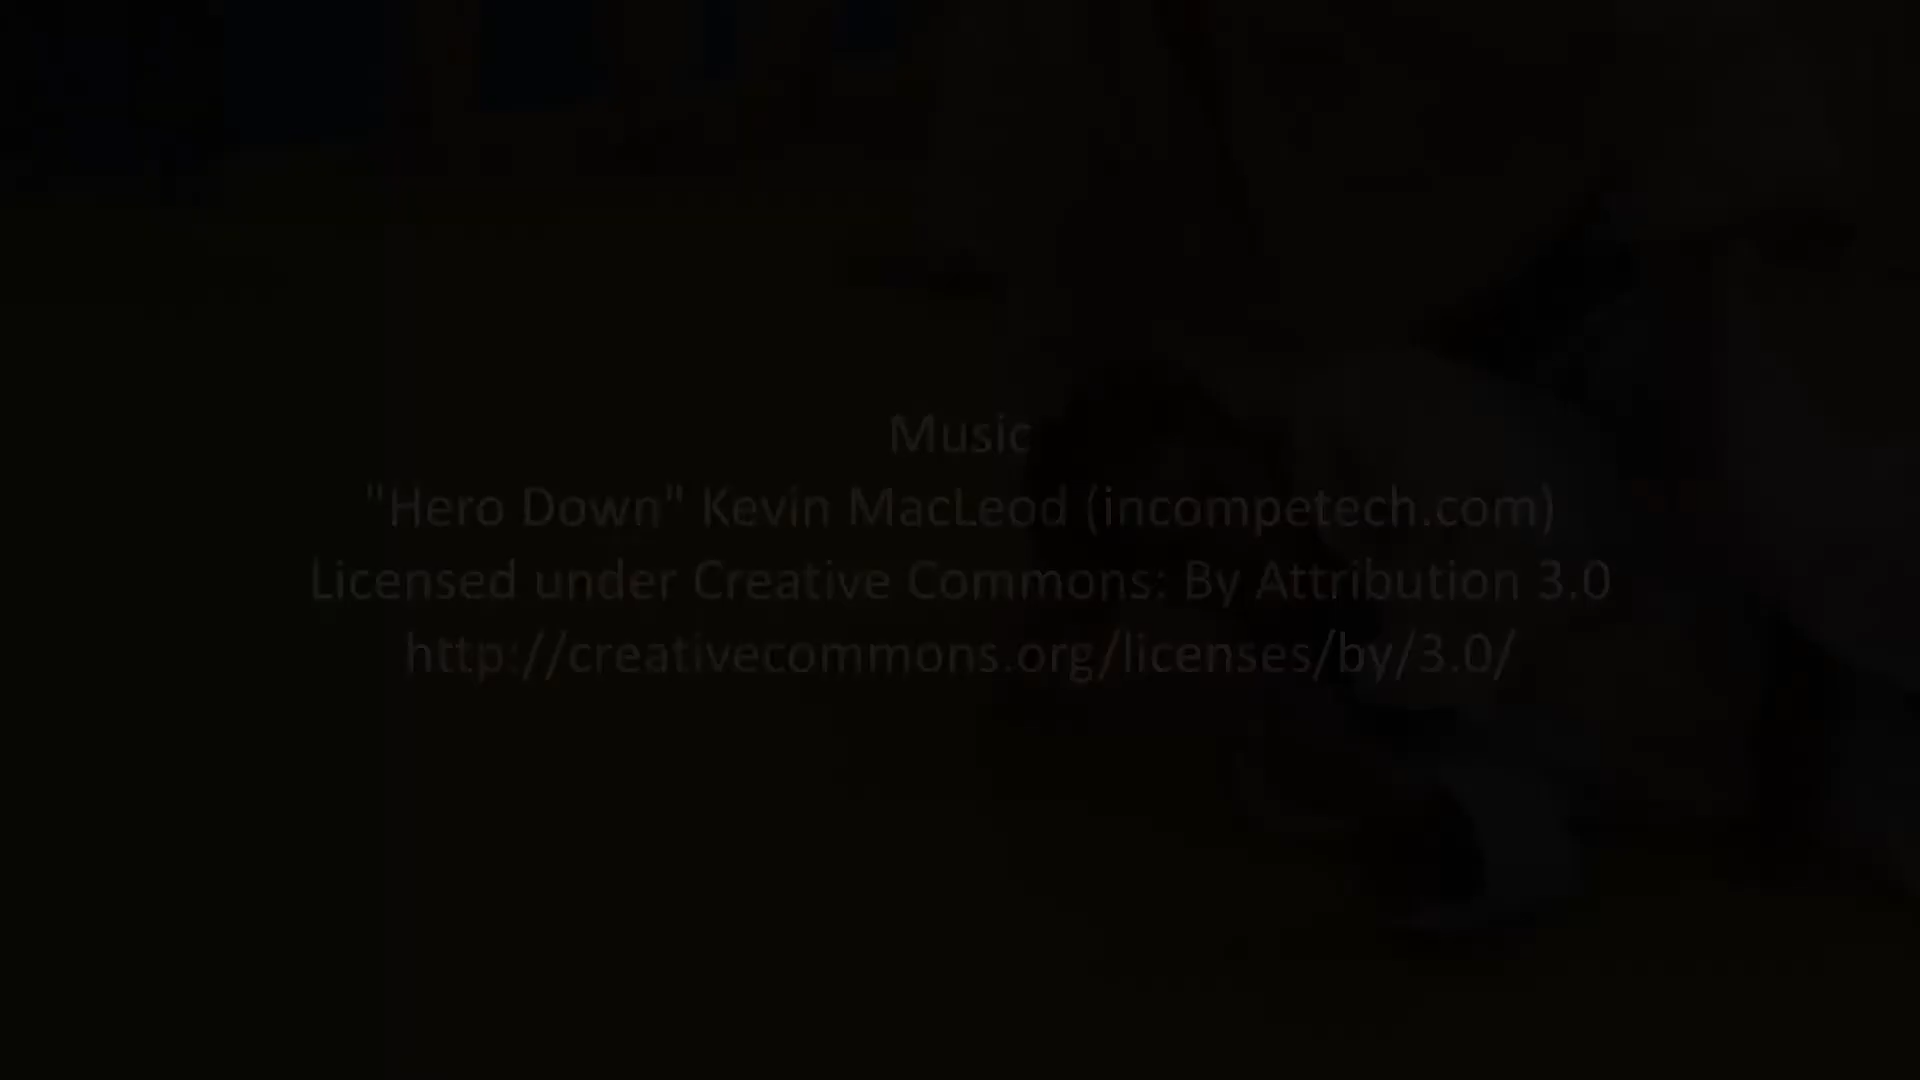 Music
"Hero Down" Kevin MacLeod (incompetech.com)
Licensed under Creative Commons: By Attribution 3.0
http://creativecommons.org/licenses/by/3.0/